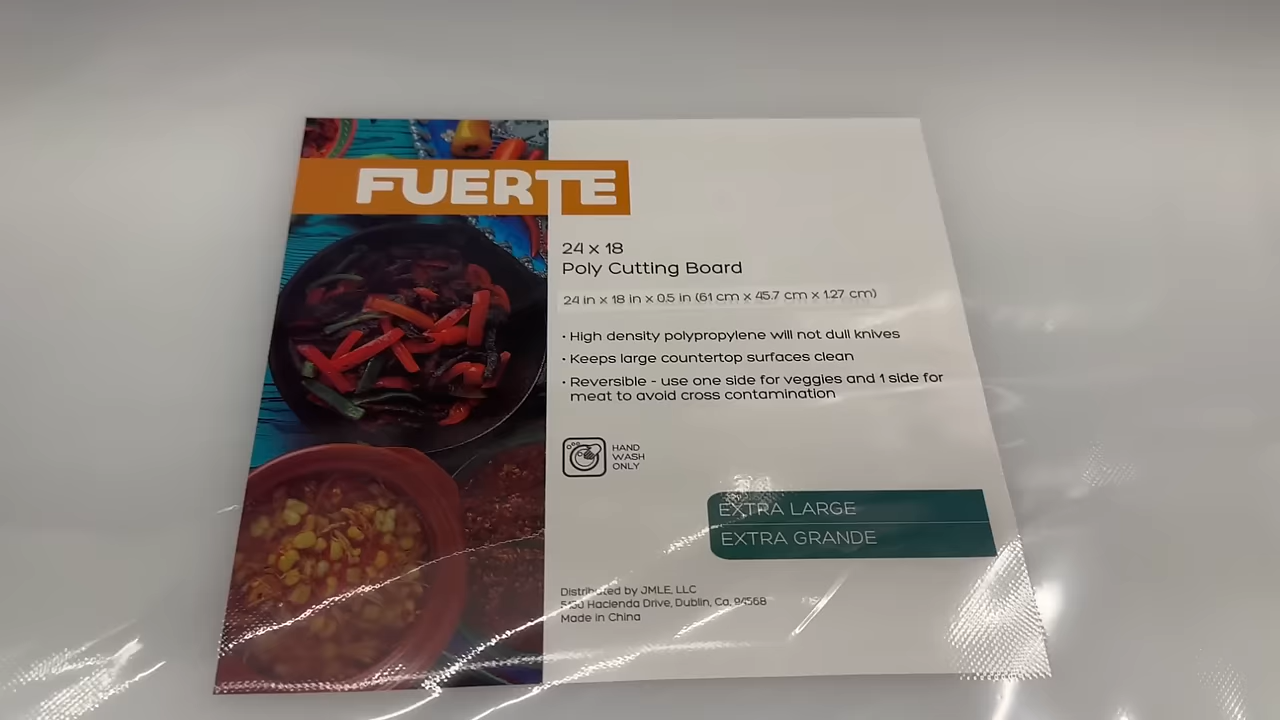 FUERTE
24 x 18
Poly Cutting Board
24 in x 18 in x 0.5 in (61 cm x 45.7 cm x 1.27 cm)
• High density polypropylene will not dull knives
• Keeps large countertop surfaces clean
• Reversible - use one side for veggies and 1 side for
meat to avoid cross contamination
HAND
WASH
ONLY
EXTRA LARGE
EXTRA GRANDE
Distributed by JMLE, LLC
Hacienda Drive, Dublin, Ca, 94568
Made in China